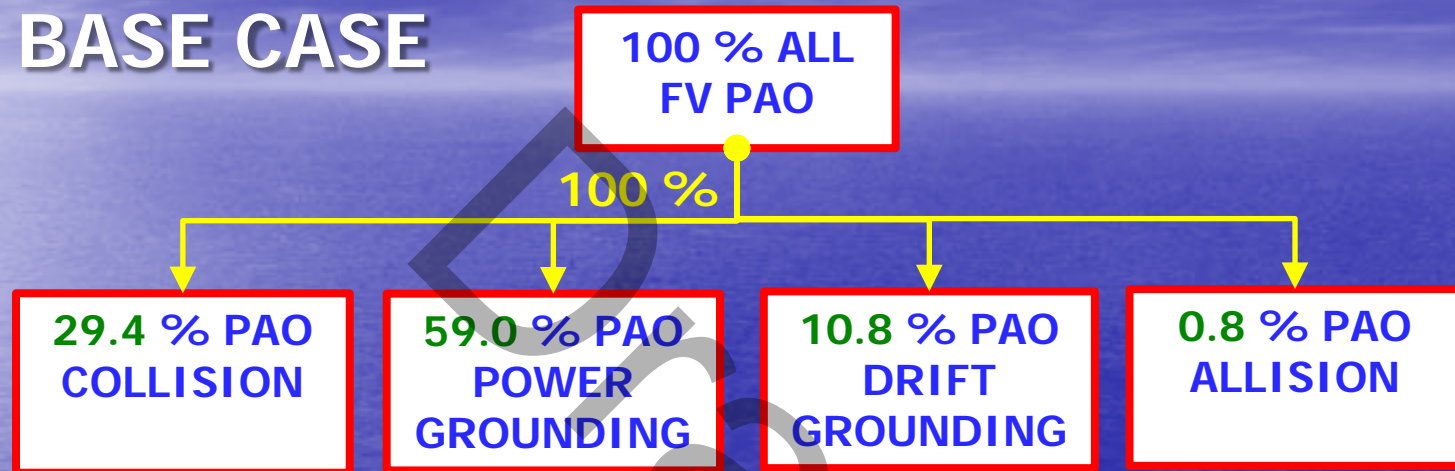 BASE CASE
100 % ALL
FV PAO
100 %
29.4 % PAO
COLLISION
59.0 % PAO
POWER
GROUNDING
10.8 % PAO
DRIFT
GROUNDING
0.8 % PAO
ALLISION